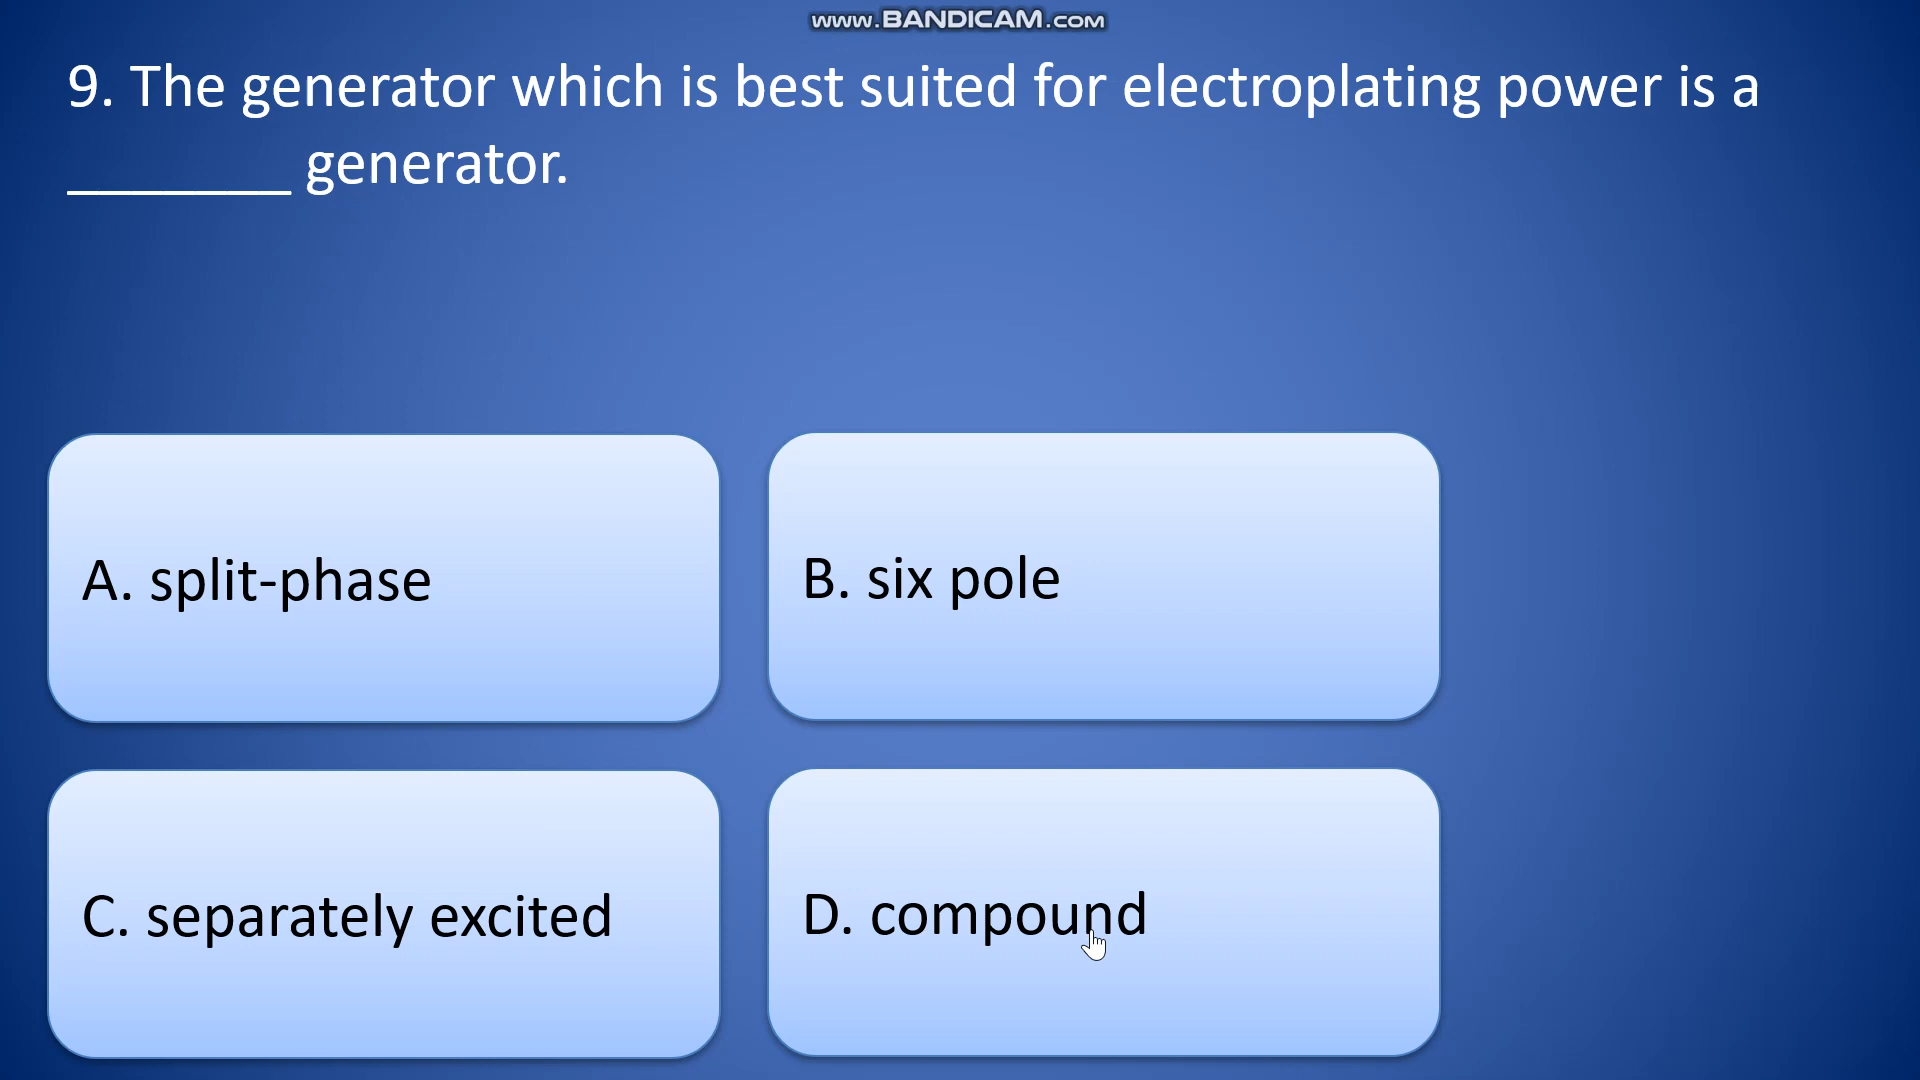 www.BANDICAM.com
9. The generator which is best suited for electroplating power is a
_______ generator.
A. split-phase
B. six pole
C. separately excited
D. compound